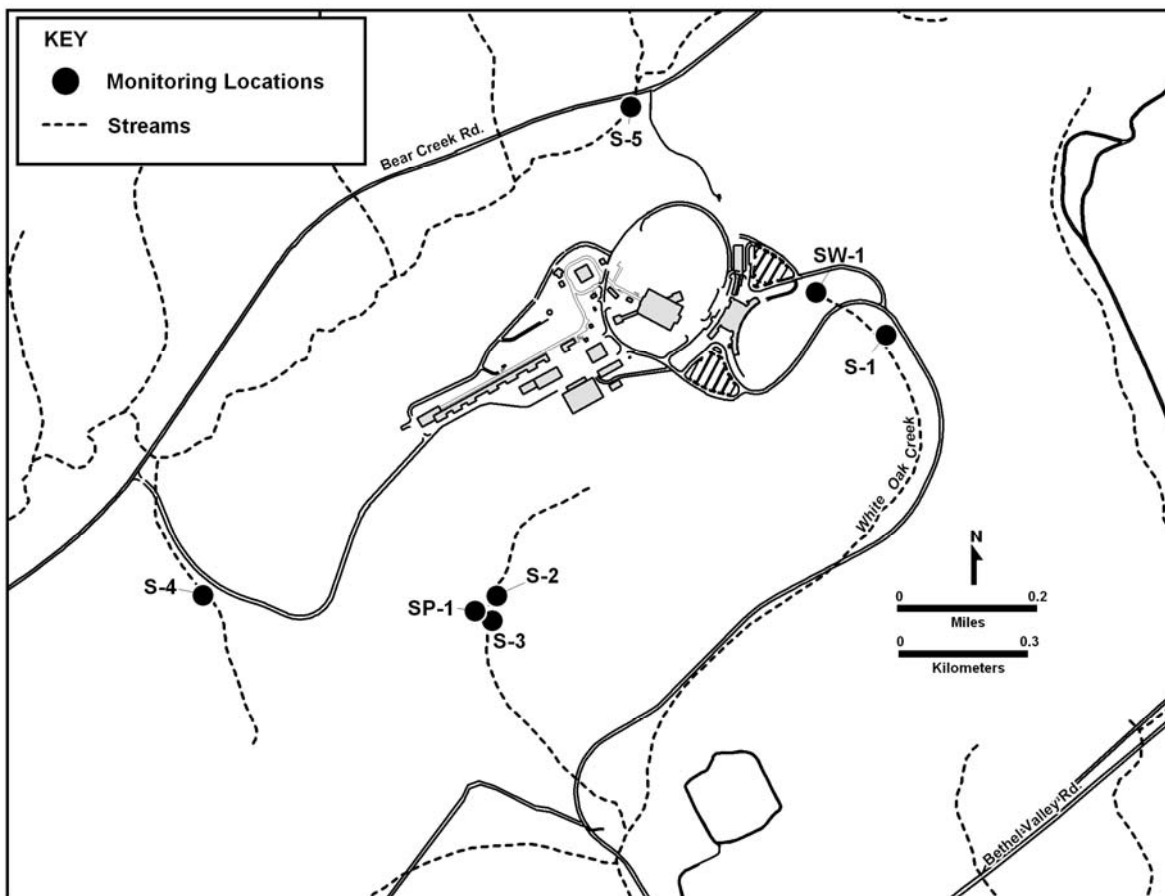 KEY
Monitoring Locations
Streams
Bear Creek Rd.
S-5
SW-1
S-1
White Oak Creek
S-4
S-2
SP-1
S-3
N
0 0.2
Miles
0 0.3
Kilometers
Bethel Valley Rd.